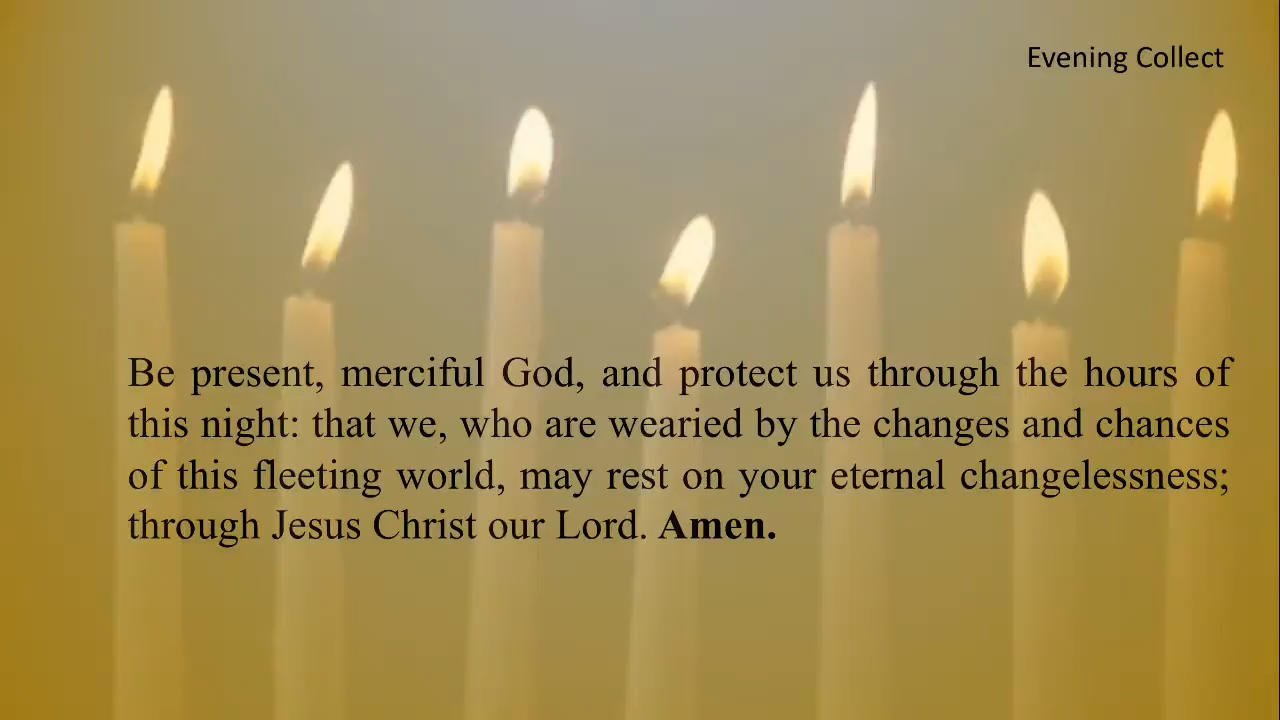 Evening Collect
Be present, merciful God, and protect us through the hours of
this night: that we, who are wearied by the changes and chances
of this fleeting world, may rest on your eternal changelessness;
through Jesus Christ our Lord. Amen.